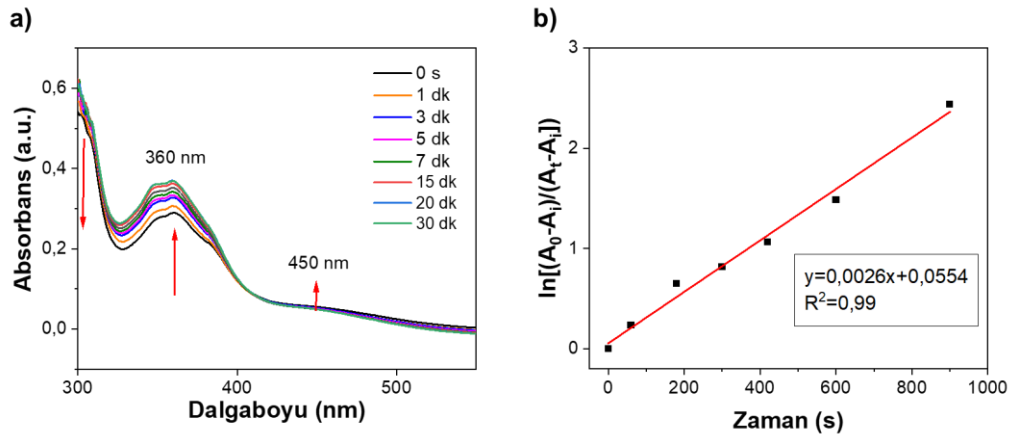 a)
Absorbans (a.u.)
0,6
0,4
0,2
0,0
300
400
500
Dalgaboyu (nm)
360 nm
450 nm
0 s
1 dk
3 dk
5 dk
7 dk
15 dk
20 dk
30 dk
b)
ln[(A₀-Aᵢ)/(Aₜ-Aᵢ])
3
2
1
0
0
200
400
600
800
1000
Zaman (s)
y=0,0026x+0,0554
R²=0,99